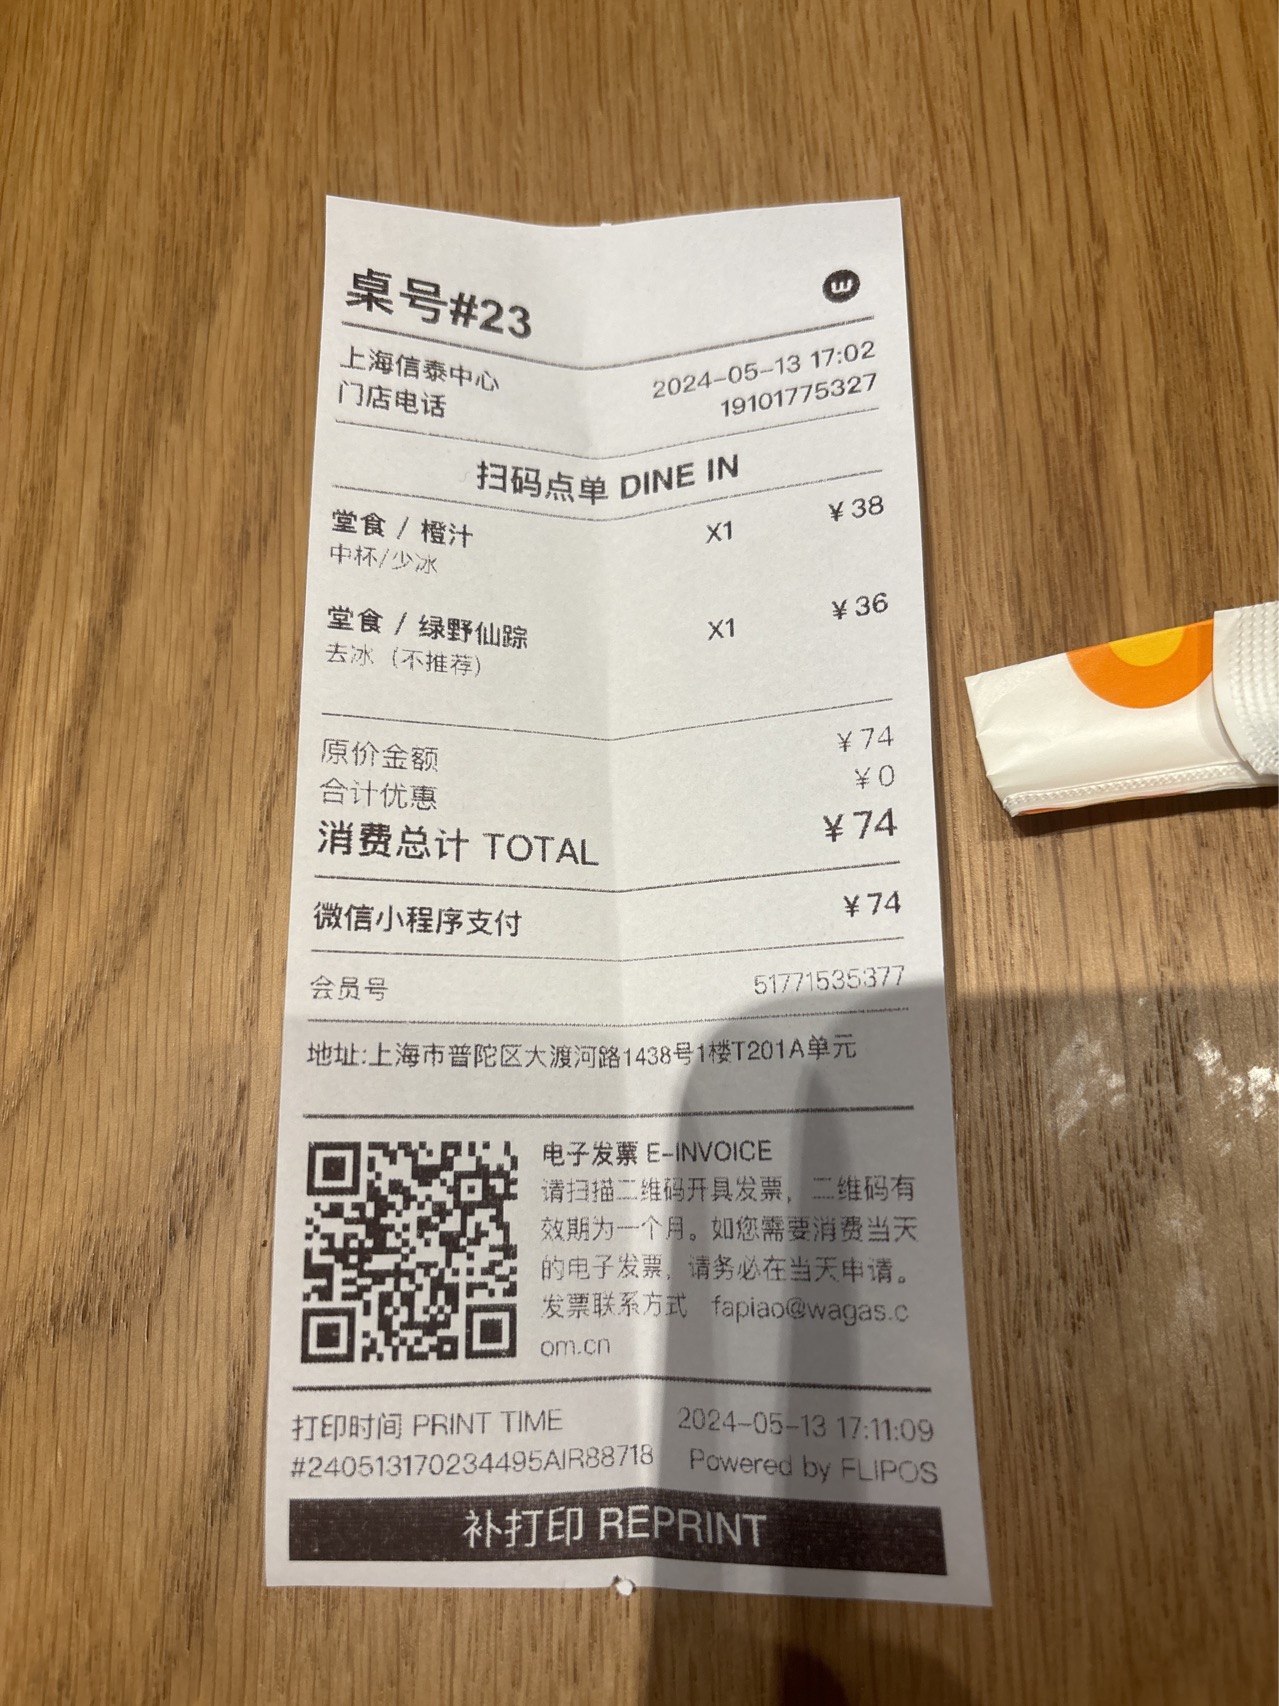 桌号#23
w
上海信泰中心 2024-05-13 17:02
门店电话 19101775327
扫码点单 DINE IN
堂食 / 橙汁 X1 ¥38
中杯/少冰
堂食 / 绿野仙踪 X1 ¥36
去冰（不推荐）
原价金额 ¥74
合计优惠 ¥0
消费总计 TOTAL ¥74
微信小程序支付 ¥74
会员号 51771535377
地址:上海市普陀区大渡河路1438号1楼T201A单元
电子发票 E-INVOICE
请扫描二维码开具发票，二维码有
效期为一个月。如您需要消费当天
的电子发票，请务必在当天申请。
发票联系方式 fapiao@wagas.c
om.cn
打印时间 PRINT TIME 2024-05-13 17:11:09
#240513170234495AIR88718 Powered by FLIPOS
补打印 REPRINT